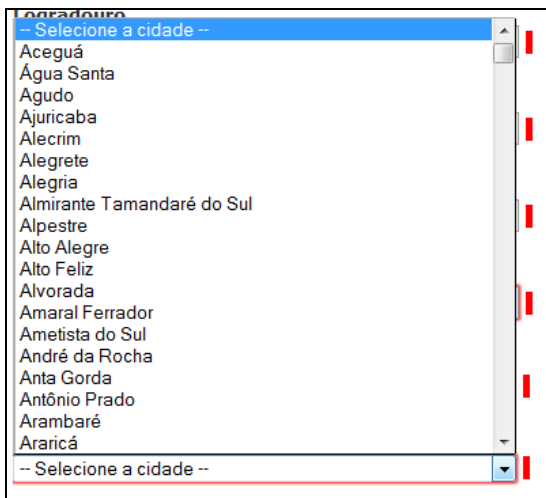 Logradouro
-- Selecione a cidade --
Aceguá
Água Santa
Agudo
Ajuricaba
Alecrim
Alegrete
Alegria
Almirante Tamandaré do Sul
Alpestre
Alto Alegre
Alto Feliz
Alvorada
Amaral Ferrador
Ametista do Sul
André da Rocha
Anta Gorda
Antônio Prado
Arambaré
Araricá
-- Selecione a cidade --